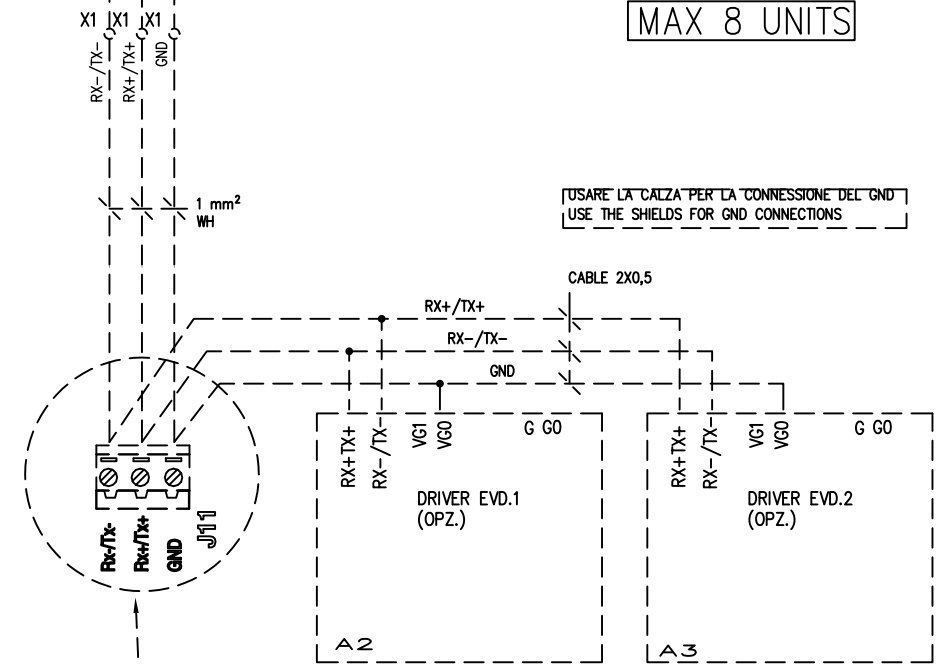 MAX 8 UNITS
X1 X1 X1
RX-/TX-
RX+/TX+
GND
1 mm²
WH
USARE LA CALZA PER LA CONNESSIONE DEL GND
USE THE SHIELDS FOR GND CONNECTIONS
CABLE 2X0,5
RX+/TX+
RX-/TX-
GND
RX+TX+
RX-/TX-
VG1
VG0
G G0
DRIVER EVD.1
(OPZ.)
A2
RX+TX+
RX-/TX-
VG1
VG0
G G0
DRIVER EVD.2
(OPZ.)
A3
Rx-/Tx-
Rx+/Tx+
GND
J11